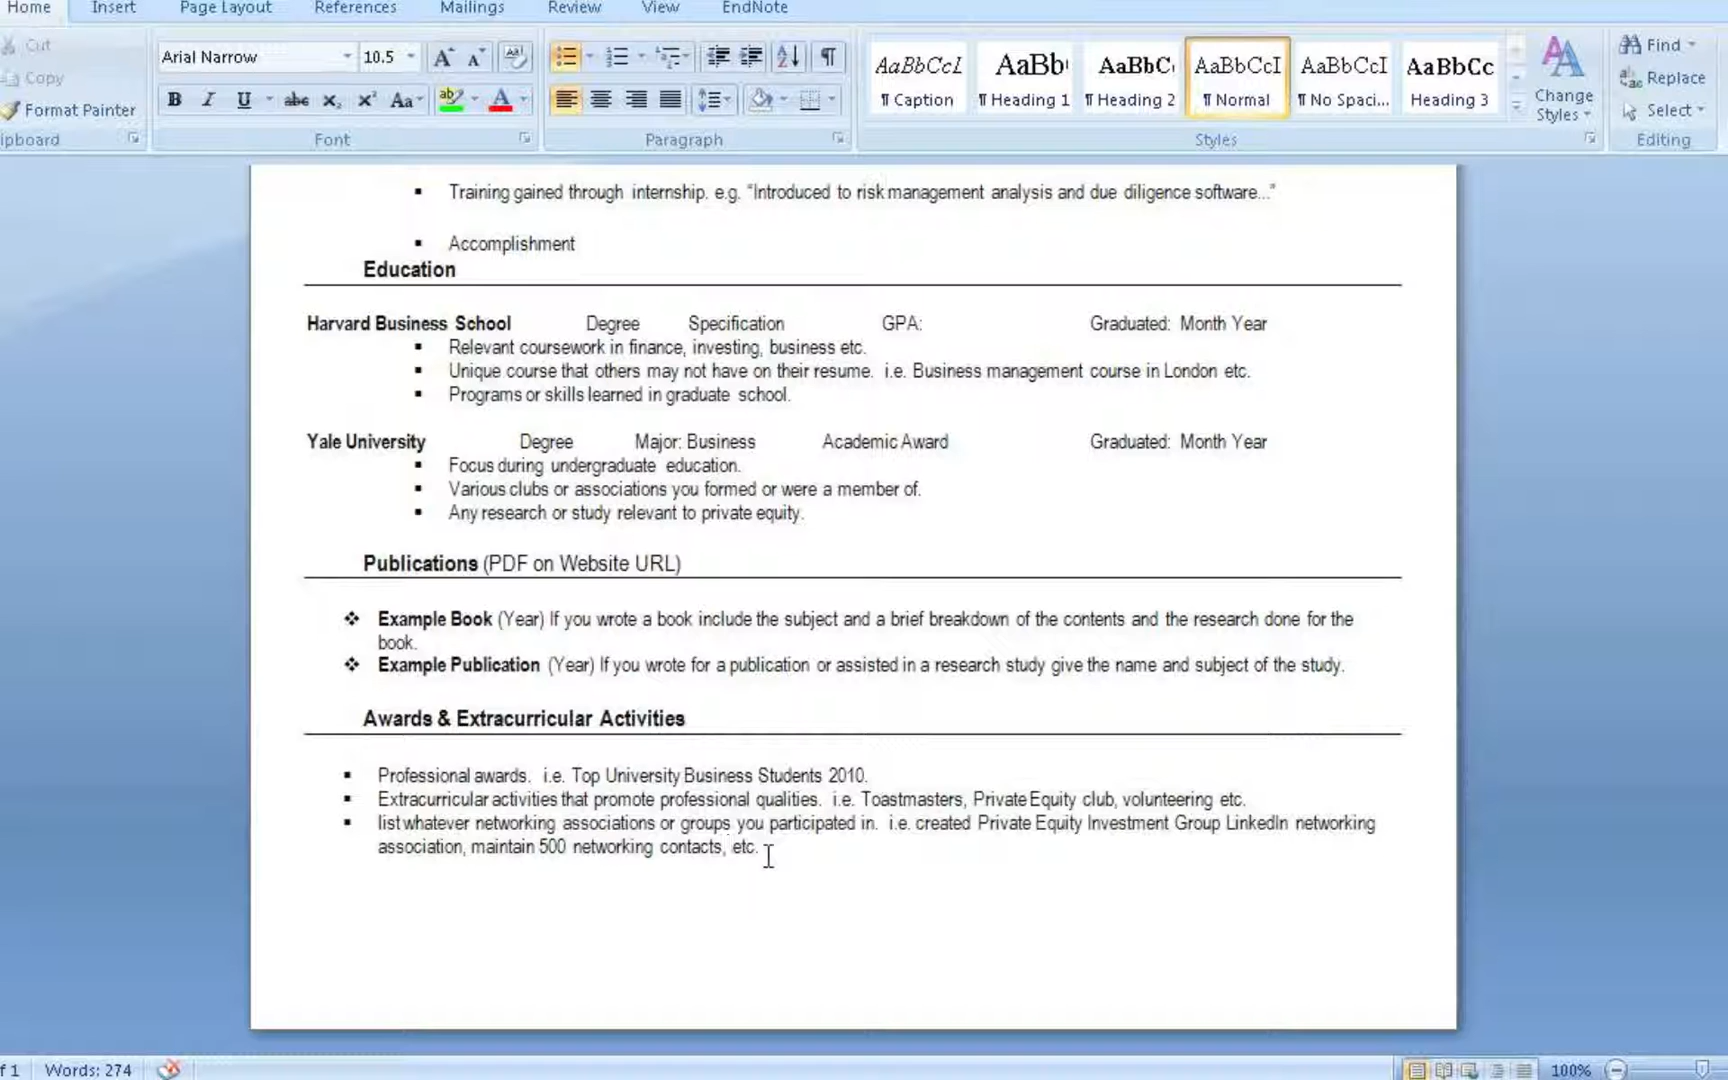 Home Insert Page Layout References Mailings Review View EndNote
Cut
Copy
Format Painter
ipboard
Arial Narrow 10.5
Font
Paragraph
AaBbCcI AaBb AaBbC AaBbCcI AaBbCcI AaBbCc
¶ Caption ¶ Heading 1 ¶ Heading 2 ¶ Normal ¶ No Spaci... Heading 3
Styles
Change
Styles
Find
Replace
Select
Editing
▪ Training gained through internship. e.g. “Introduced to risk management analysis and due diligence software...”
▪ Accomplishment
Education
Harvard Business School Degree Specification GPA: Graduated: Month Year
▪ Relevant coursework in finance, investing, business etc.
▪ Unique course that others may not have on their resume. i.e. Business management course in London etc.
▪ Programs or skills learned in graduate school.
Yale University Degree Major: Business Academic Award Graduated: Month Year
▪ Focus during undergraduate education.
▪ Various clubs or associations you formed or were a member of.
▪ Any research or study relevant to private equity.
Publications (PDF on Website URL)
❖ Example Book (Year) If you wrote a book include the subject and a brief breakdown of the contents and the research done for the
book.
❖ Example Publication (Year) If you wrote for a publication or assisted in a research study give the name and subject of the study.
Awards & Extracurricular Activities
▪ Professional awards. i.e. Top University Business Students 2010.
▪ Extracurricular activities that promote professional qualities. i.e. Toastmasters, Private Equity club, volunteering etc.
▪ list whatever networking associations or groups you participated in. i.e. created Private Equity Investment Group LinkedIn networking
association, maintain 500 networking contacts, etc.
f 1 Words: 274 100%